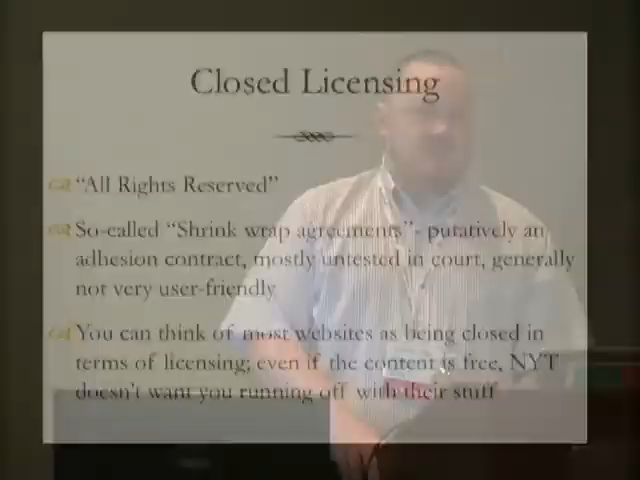 Closed Licensing
"All Rights Reserved"
So-called "Shrink wrap agreements"- putatively an
adhesion contract, mostly untested in court, generally
not very user-friendly
You can think of most websites as being closed in
terms of licensing; even if the content is free, NYT
doesn't want you running off with their stuff